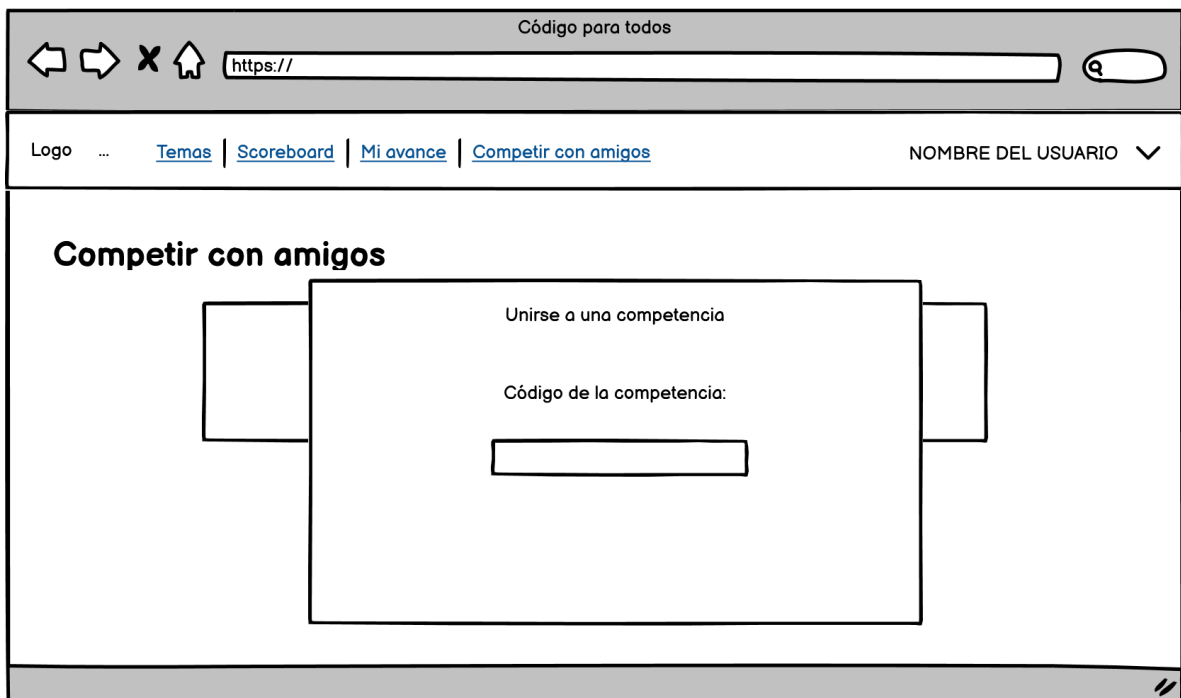 Código para todos
https://
Logo ... Temas Scoreboard Mi avance Competir con amigos NOMBRE DEL USUARIO
Competir con amigos
Unirse a una competencia
Código de la competencia: